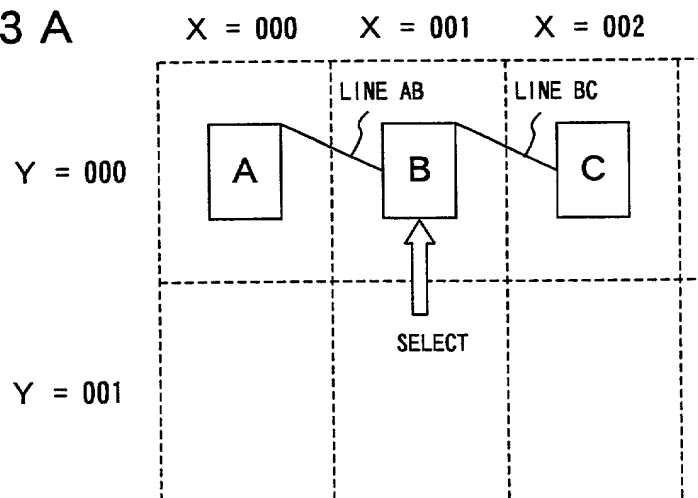 3 A
X = 000 X = 001 X = 002
LINE AB LINE BC
Y = 000 A B C
SELECT
Y = 001